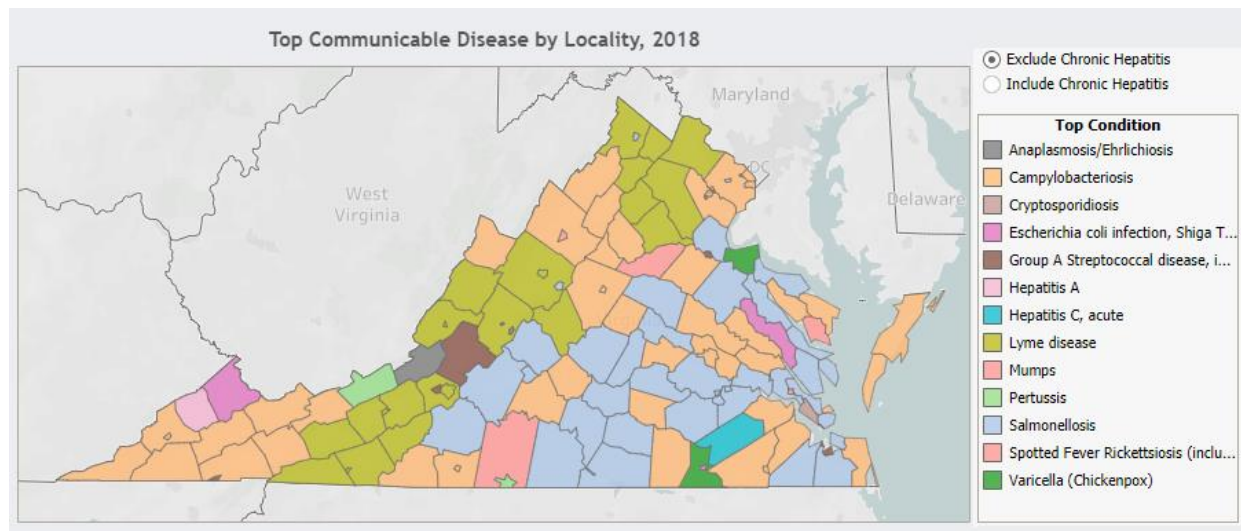 Top Communicable Disease by Locality, 2018
Exclude Chronic Hepatitis
Include Chronic Hepatitis
Maryland
DC
West
Virginia
Delaware
Top Condition
Anaplasmosis/Ehrlichiosis
Campylobacteriosis
Cryptosporidiosis
Escherichia coli infection, Shiga T...
Group A Streptococcal disease, i...
Hepatitis A
Hepatitis C, acute
Lyme disease
Mumps
Pertussis
Salmonellosis
Spotted Fever Rickettsiosis (inclu...
Varicella (Chickenpox)